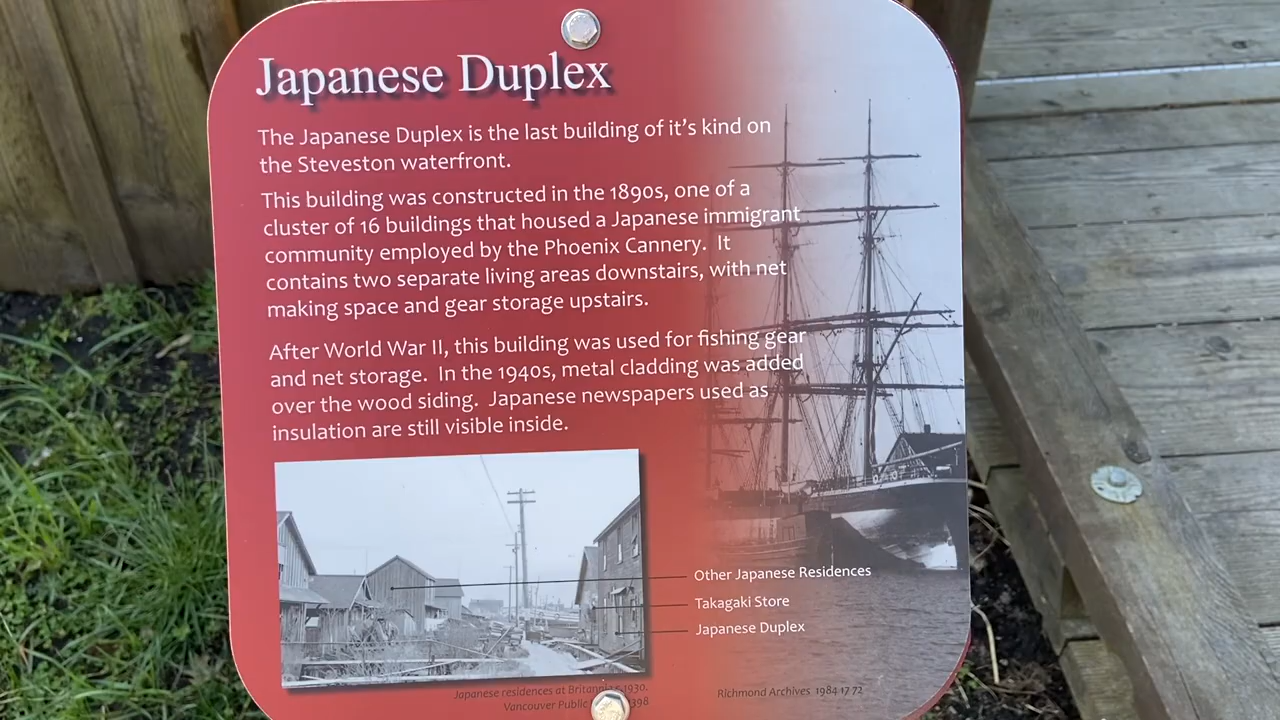 Japanese Duplex
The Japanese Duplex is the last building of it's kind on
the Steveston waterfront.
This building was constructed in the 1890s, one of a
cluster of 16 buildings that housed a Japanese immigrant
community employed by the Phoenix Cannery. It
contains two separate living areas downstairs, with net
making space and gear storage upstairs.
After World War II, this building was used for fishing gear
and net storage. In the 1940s, metal cladding was added
over the wood siding. Japanese newspapers used as
insulation are still visible inside.
Other Japanese Residences
Takagaki Store
Japanese Duplex
Japanese residences at 1930.
Vancouver Public 398
Richmond Archives 1984 17 72